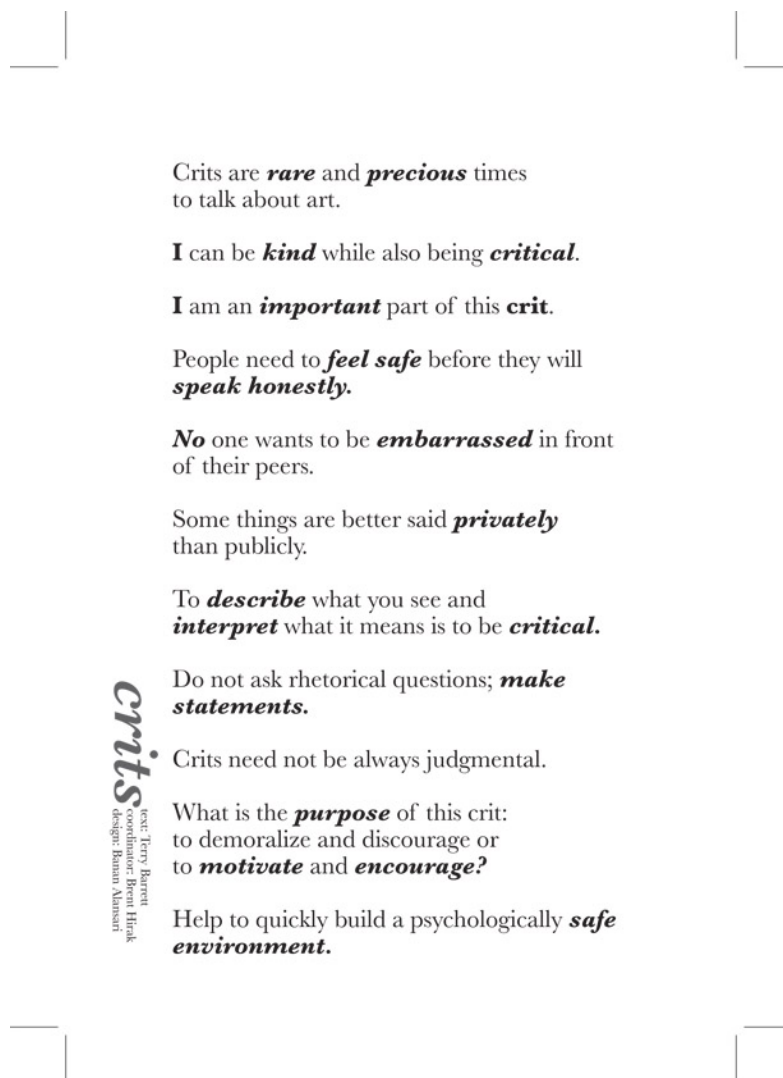 Crits are rare and precious times
to talk about art.
I can be kind while also being critical.
I am an important part of this crit.
People need to feel safe before they will
speak honestly.
No one wants to be embarrassed in front
of their peers.
Some things are better said privately
than publicly.
To describe what you see and
interpret what it means is to be critical.
Do not ask rhetorical questions; make
statements.
Crits need not be always judgmental.
What is the purpose of this crit:
to demoralize and discourage or
to motivate and encourage?
Help to quickly build a psychologically safe
environment.
crits
text: Terry Barrett
coordinator: Brent Hirak
design: Banan Alansari